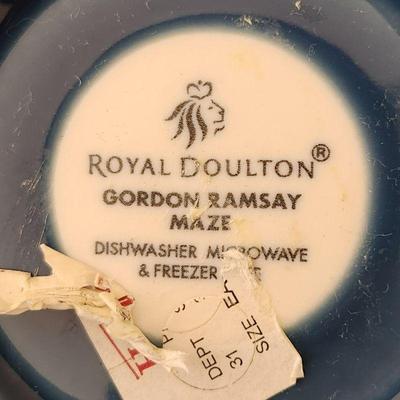 ROYAL DOULTON®
GORDON RAMSAY
MAZE
DISHWASHER MICROWAVE
& FREEZER
DEPT
31
SIZE